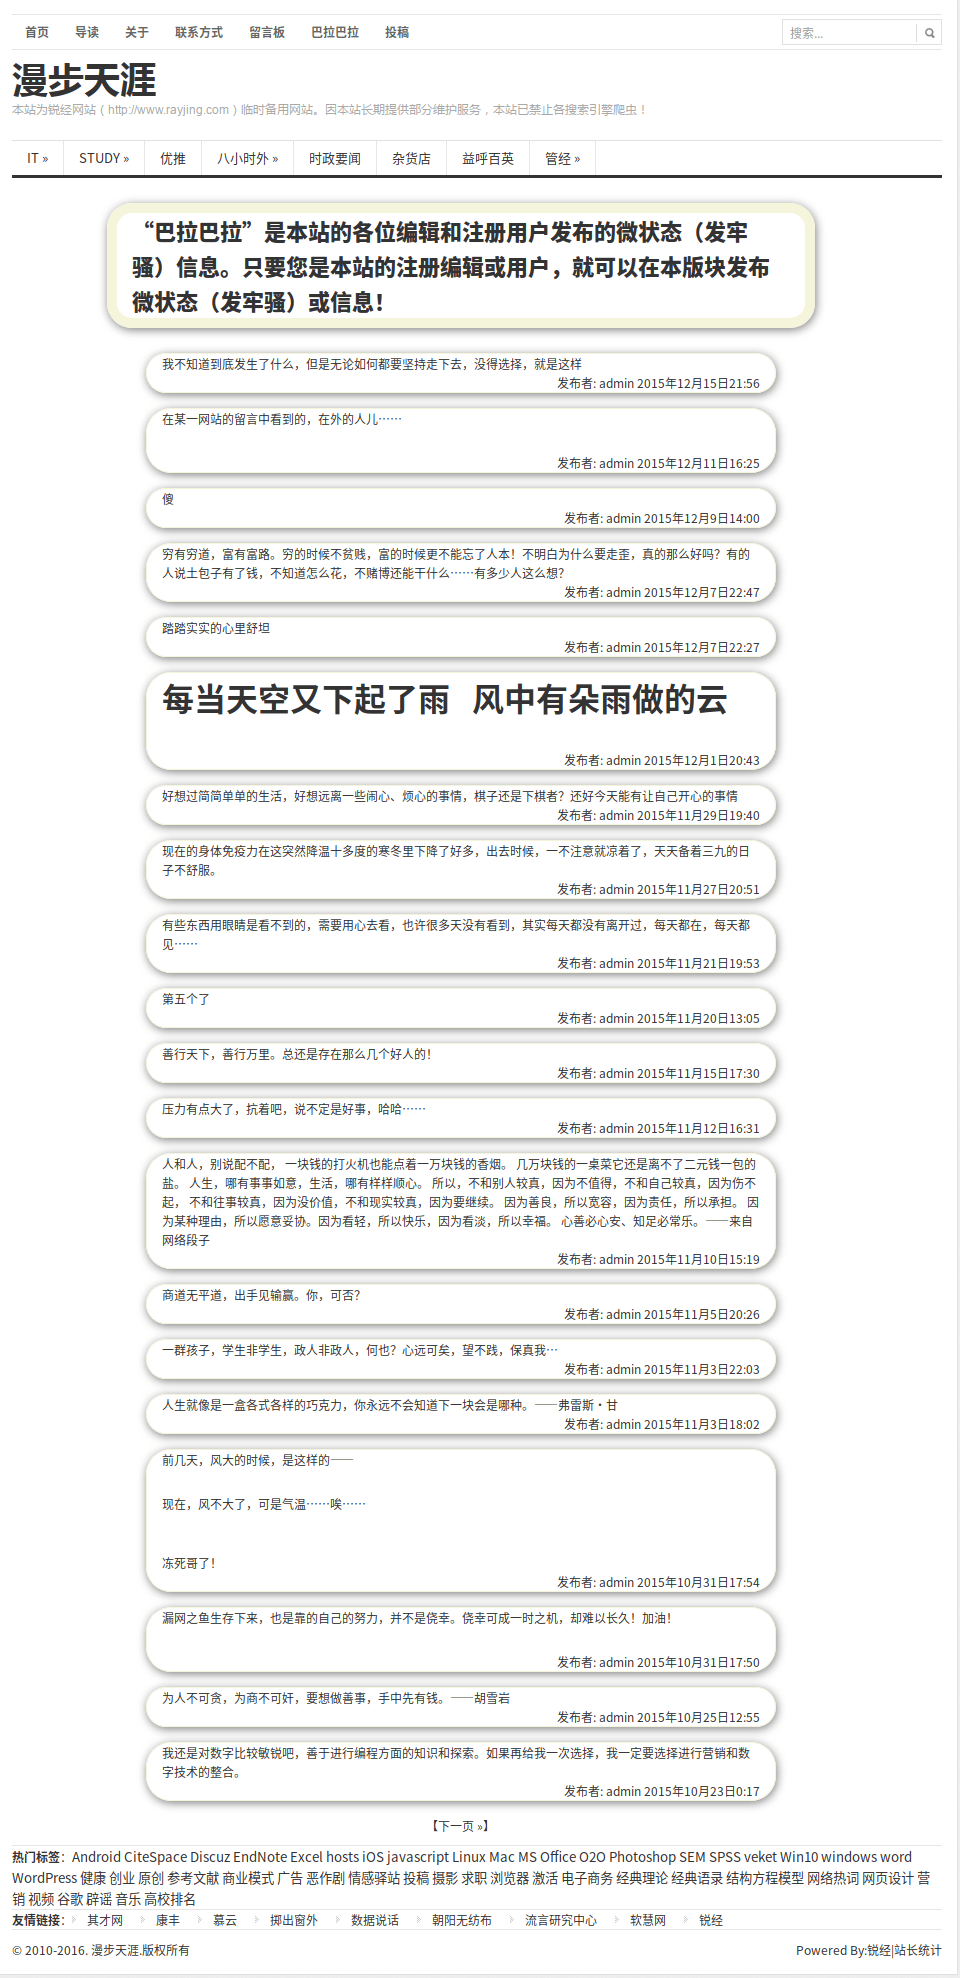 首页 导读 关于 联系方式 留言板 巴拉巴拉 投稿 搜索...
漫步天涯
本站为锐经网站（http://www.rayjing.com）临时备用网站。因本站长期提供部分维护服务，本站已禁止各搜索引擎爬虫！
IT » STUDY » 优推 八小时外 » 时政要闻 杂货店 益呼百英 管经 »
“巴拉巴拉”是本站的各位编辑和注册用户发布的微状态（发牢
骚）信息。只要您是本站的注册编辑或用户，就可以在本版块发布
微状态（发牢骚）或信息！
我不知道到底发生了什么，但是无论如何都要坚持走下去，没得选择，就是这样
发布者: admin 2015年12月15日21:56
在某一网站的留言中看到的，在外的人儿……
发布者: admin 2015年12月11日16:25
傻
发布者: admin 2015年12月9日14:00
穷有穷道，富有富路。穷的时候不贫贱，富的时候更不能忘了人本！不明白为什么要走歪，真的那么好吗？有的
人说土包子有了钱，不知道怎么花，不赌博还能干什么……有多少人这么想？
发布者: admin 2015年12月7日22:47
踏踏实实的心里舒坦
发布者: admin 2015年12月7日22:27
每当天空又下起了雨 风中有朵雨做的云
发布者: admin 2015年12月1日20:43
好想过简简单单的生活，好想远离一些闹心、烦心的事情，棋子还是下棋者？还好今天能有让自己开心的事情
发布者: admin 2015年11月29日19:40
现在的身体免疫力在这突然降温十多度的寒冬里下降了好多，出去时候，一不注意就凉着了，天天备着三九的日
子不舒服。
发布者: admin 2015年11月27日20:51
有些东西用眼睛是看不到的，需要用心去看，也许很多天没有看到，其实每天都没有离开过，每天都在，每天都
见……
发布者: admin 2015年11月21日19:53
第五个了
发布者: admin 2015年11月20日13:05
善行天下，善行万里。总还是存在那么几个好人的！
发布者: admin 2015年11月15日17:30
压力有点大了，抗着吧，说不定是好事，哈哈……
发布者: admin 2015年11月12日16:31
人和人，别说配不配， 一块钱的打火机也能点着一万块钱的香烟。 几万块钱的一桌菜它还是离不了二元钱一包的
盐。 人生，哪有事事如意，生活，哪有样样顺心。 所以，不和别人较真，因为不值得，不和自己较真，因为伤不
起， 不和往事较真，因为没价值，不和现实较真，因为要继续。 因为善良，所以宽容，因为责任，所以承担。 因
为某种理由，所以愿意妥协。因为看轻，所以快乐，因为看淡，所以幸福。 心善必心安、知足必常乐。——来自
网络段子
发布者: admin 2015年11月10日15:19
商道无平道，出手见输赢。你，可否？
发布者: admin 2015年11月5日20:26
一群孩子，学生非学生，政人非政人，何也？心远可矣，望不践，保真我…
发布者: admin 2015年11月3日22:03
人生就像是一盒各式各样的巧克力，你永远不会知道下一块会是哪种。——弗雷斯·甘
发布者: admin 2015年11月3日18:02
前几天，风大的时候，是这样的——
现在，风不大了，可是气温……唉……
冻死哥了！
发布者: admin 2015年10月31日17:54
漏网之鱼生存下来，也是靠的自己的努力，并不是侥幸。侥幸可成一时之机，却难以长久！加油！
发布者: admin 2015年10月31日17:50
为人不可贪，为商不可奸，要想做善事，手中先有钱。——胡雪岩
发布者: admin 2015年10月25日12:55
我还是对数字比较敏锐吧，善于进行编程方面的知识和探索。如果再给我一次选择，我一定要选择进行营销和数
字技术的整合。
发布者: admin 2015年10月23日0:17
【下一页 »】
热门标签：Android CiteSpace Discuz EndNote Excel hosts iOS javascript Linux Mac MS Office O2O Photoshop SEM SPSS veket Win10 windows word
WordPress 健康 创业 原创 参考文献 商业模式 广告 恶作剧 情感驿站 投稿 摄影 求职 浏览器 激活 电子商务 经典理论 经典语录 结构方程模型 网络热词 网页设计 营
销 视频 谷歌 辟谣 音乐 高校排名
友情链接： 其才网 康丰 慕云 掷出窗外 数据说话 朝阳无纺布 流言研究中心 软慧网 锐经
© 2010-2016. 漫步天涯.版权所有 Powered By:锐经|站长统计